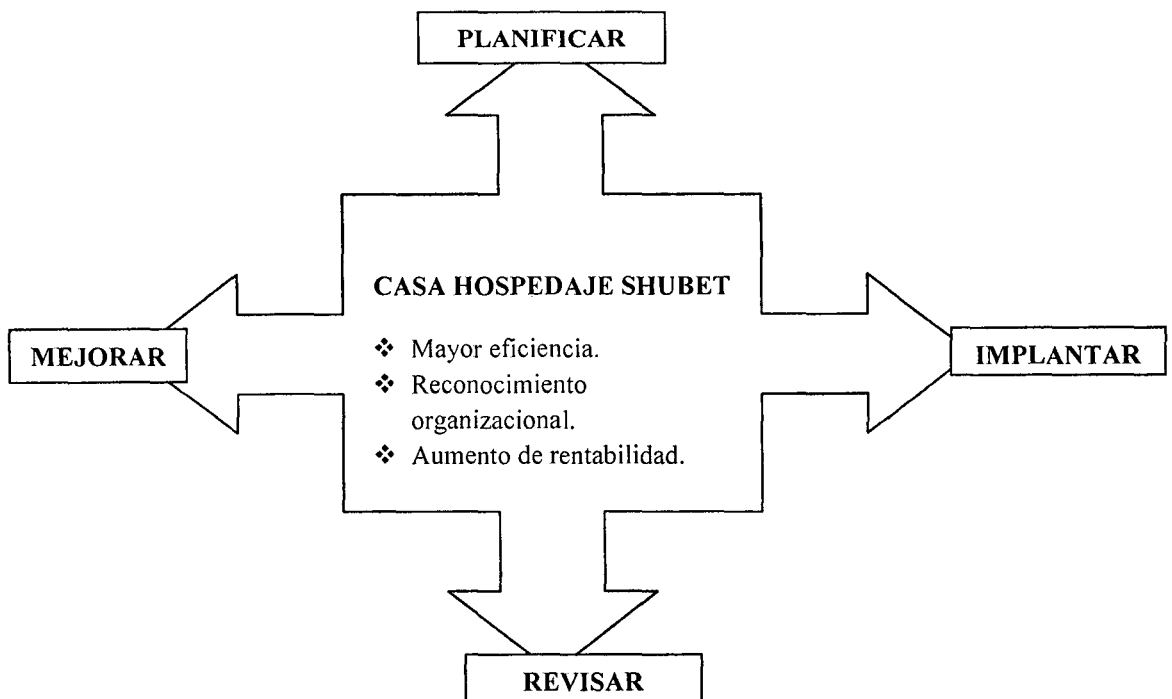 PLANIFICAR
CASA HOSPEDAJE SHUBET
MEJORAR
IMPLANTAR
❖ Mayor eficiencia.
❖ Reconocimiento
organizacional.
❖ Aumento de rentabilidad.
REVISAR